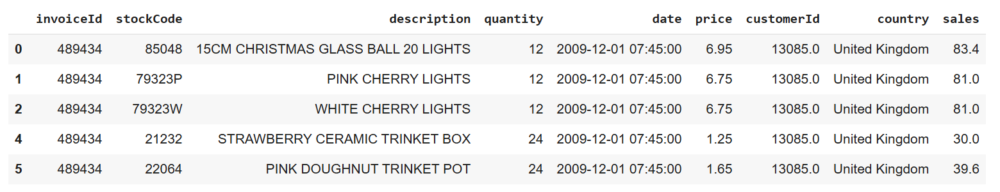 invoiceId stockCode description quantity date price customerId country sales
0 489434 85048 15CM CHRISTMAS GLASS BALL 20 LIGHTS 12 2009-12-01 07:45:00 6.95 13085.0 United Kingdom 83.4
1 489434 79323P PINK CHERRY LIGHTS 12 2009-12-01 07:45:00 6.75 13085.0 United Kingdom 81.0
2 489434 79323W WHITE CHERRY LIGHTS 12 2009-12-01 07:45:00 6.75 13085.0 United Kingdom 81.0
4 489434 21232 STRAWBERRY CERAMIC TRINKET BOX 24 2009-12-01 07:45:00 1.25 13085.0 United Kingdom 30.0
5 489434 22064 PINK DOUGHNUT TRINKET POT 24 2009-12-01 07:45:00 1.65 13085.0 United Kingdom 39.6